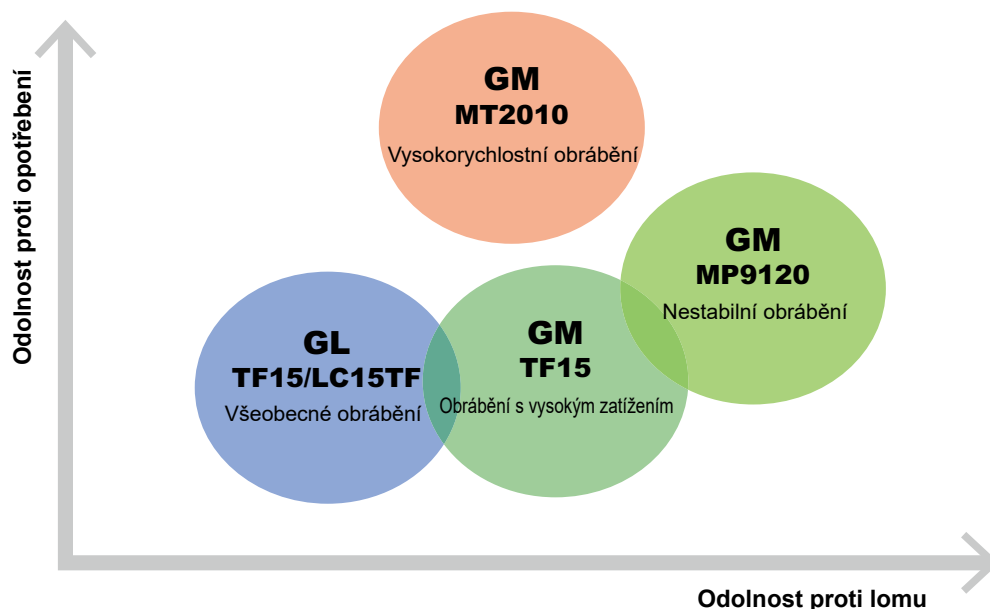 Odolnost proti opotřebení
GM
MT2010
Vysokorychlostní obrábění
GM
MP9120
Nestabilní obrábění
GL
TF15/LC15TF
Všeobecné obrábění
GM
TF15
Obrábění s vysokým zatížením
Odolnost proti lomu